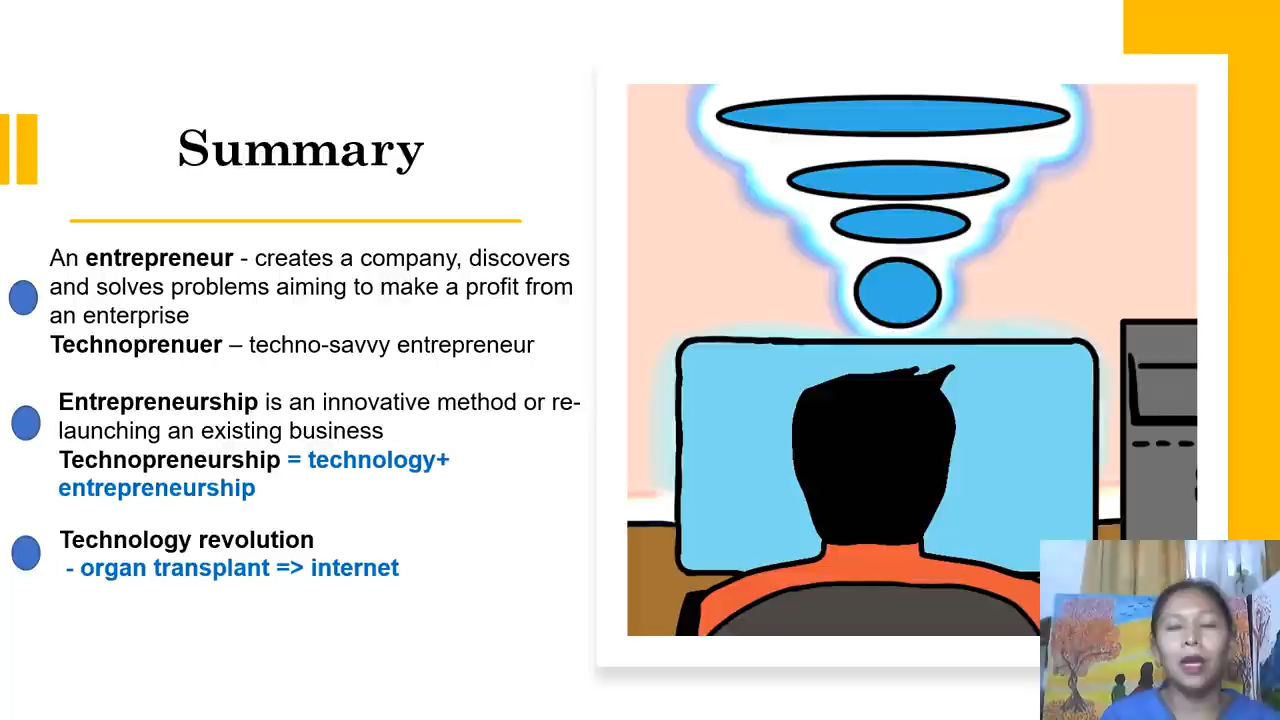 Summary
An entrepreneur - creates a company, discovers
and solves problems aiming to make a profit from
an enterprise
Technoprenuer – techno-savvy entrepreneur
Entrepreneurship is an innovative method or re-
launching an existing business
Technopreneurship = technology+
entrepreneurship
Technology revolution
- organ transplant => internet